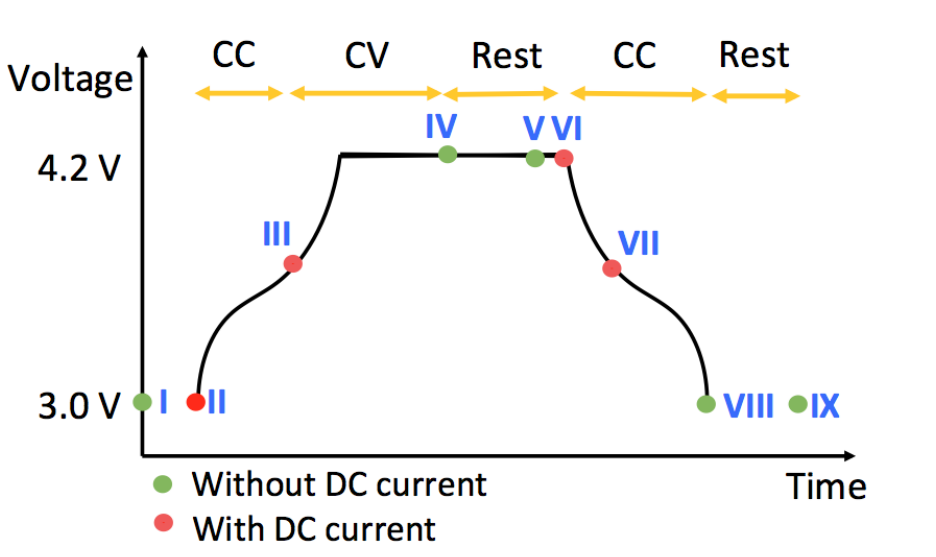 CC CV Rest CC Rest
Voltage
IV V VI
4.2 V
III VII
3.0 V I II VIII IX
Without DC current Time
With DC current